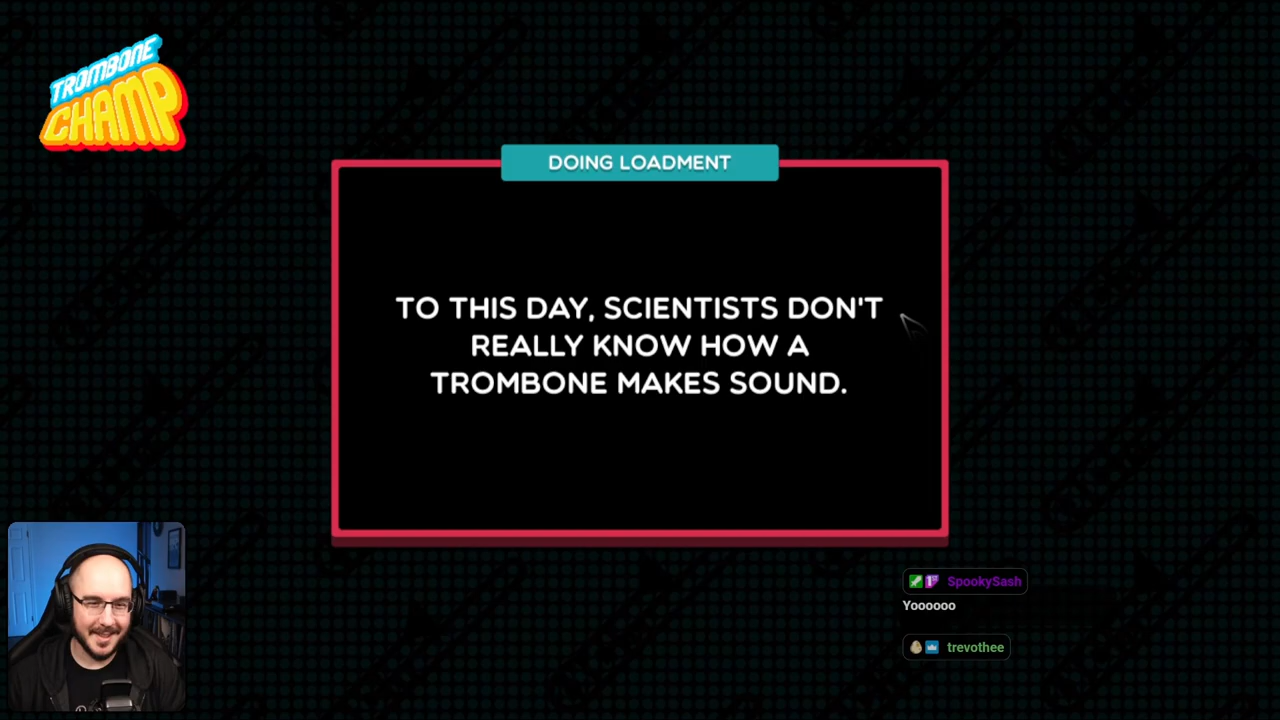 TROMBONE
CHAMP
DOING LOADMENT
TO THIS DAY, SCIENTISTS DON'T
REALLY KNOW HOW A
TROMBONE MAKES SOUND.
SpookySash
Yoooooo
trevothee